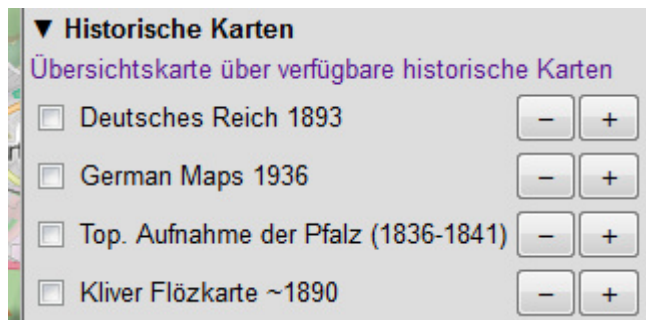 ▼ Historische Karten
Übersichtskarte über verfügbare historische Karten
Deutsches Reich 1893 − +
German Maps 1936 − +
Top. Aufnahme der Pfalz (1836-1841) − +
Kliver Flözkarte ~1890 − +